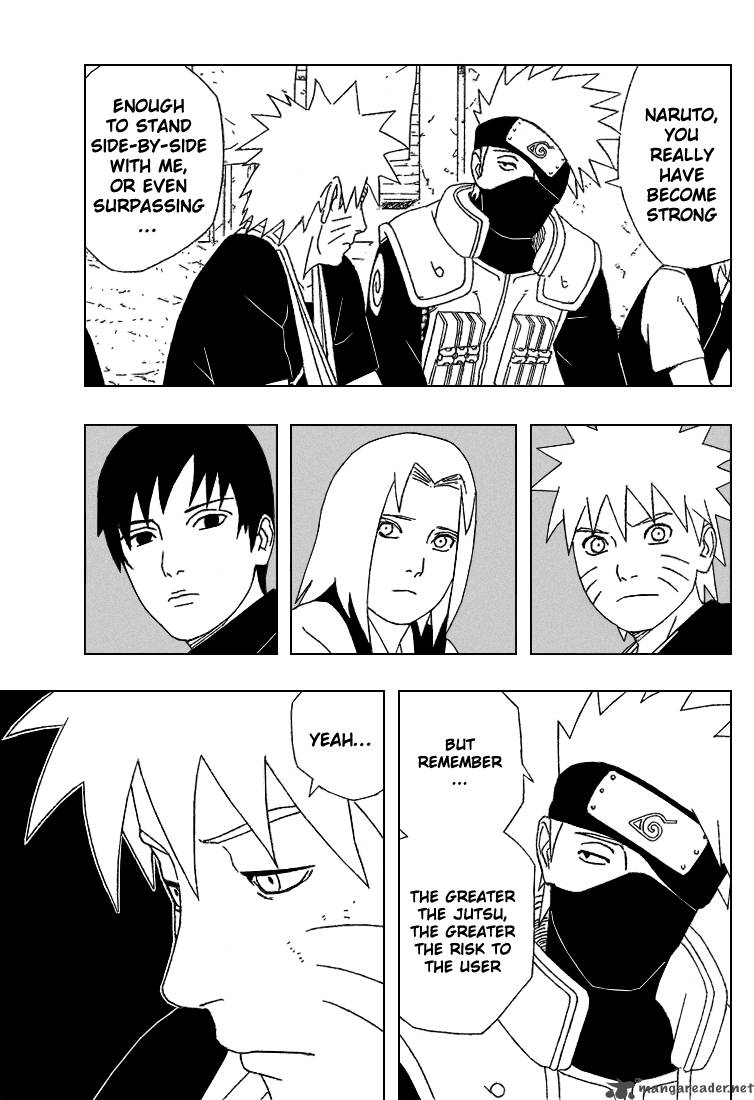 NARUTO,
YOU
REALLY
HAVE
BECOME
STRONG
ENOUGH
TO STAND
SIDE-BY-SIDE
WITH ME,
OR EVEN
SURPASSING
...
BUT
REMEMBER
...
THE GREATER
THE JUTSU,
THE GREATER
THE RISK TO
THE USER
YEAH...
mangareader.net